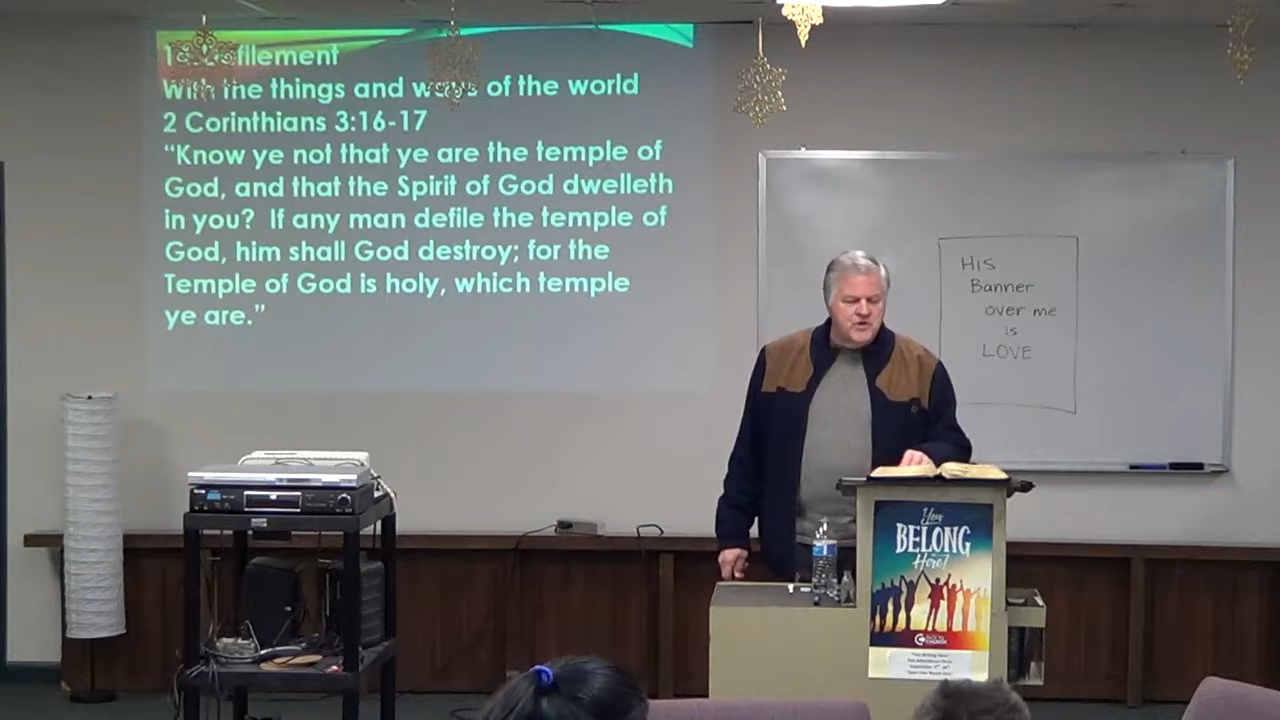 With the things and ways of the world
2 Corinthians 3:16-17
“Know ye not that ye are the temple of
God, and that the Spirit of God dwelleth
in you?  If any man defile the temple of
God, him shall God destroy; for the
Temple of God is holy, which temple
ye are.”
HIS
Banner
over me
is
LOVE
You
BELONG
Here!
CHURCH